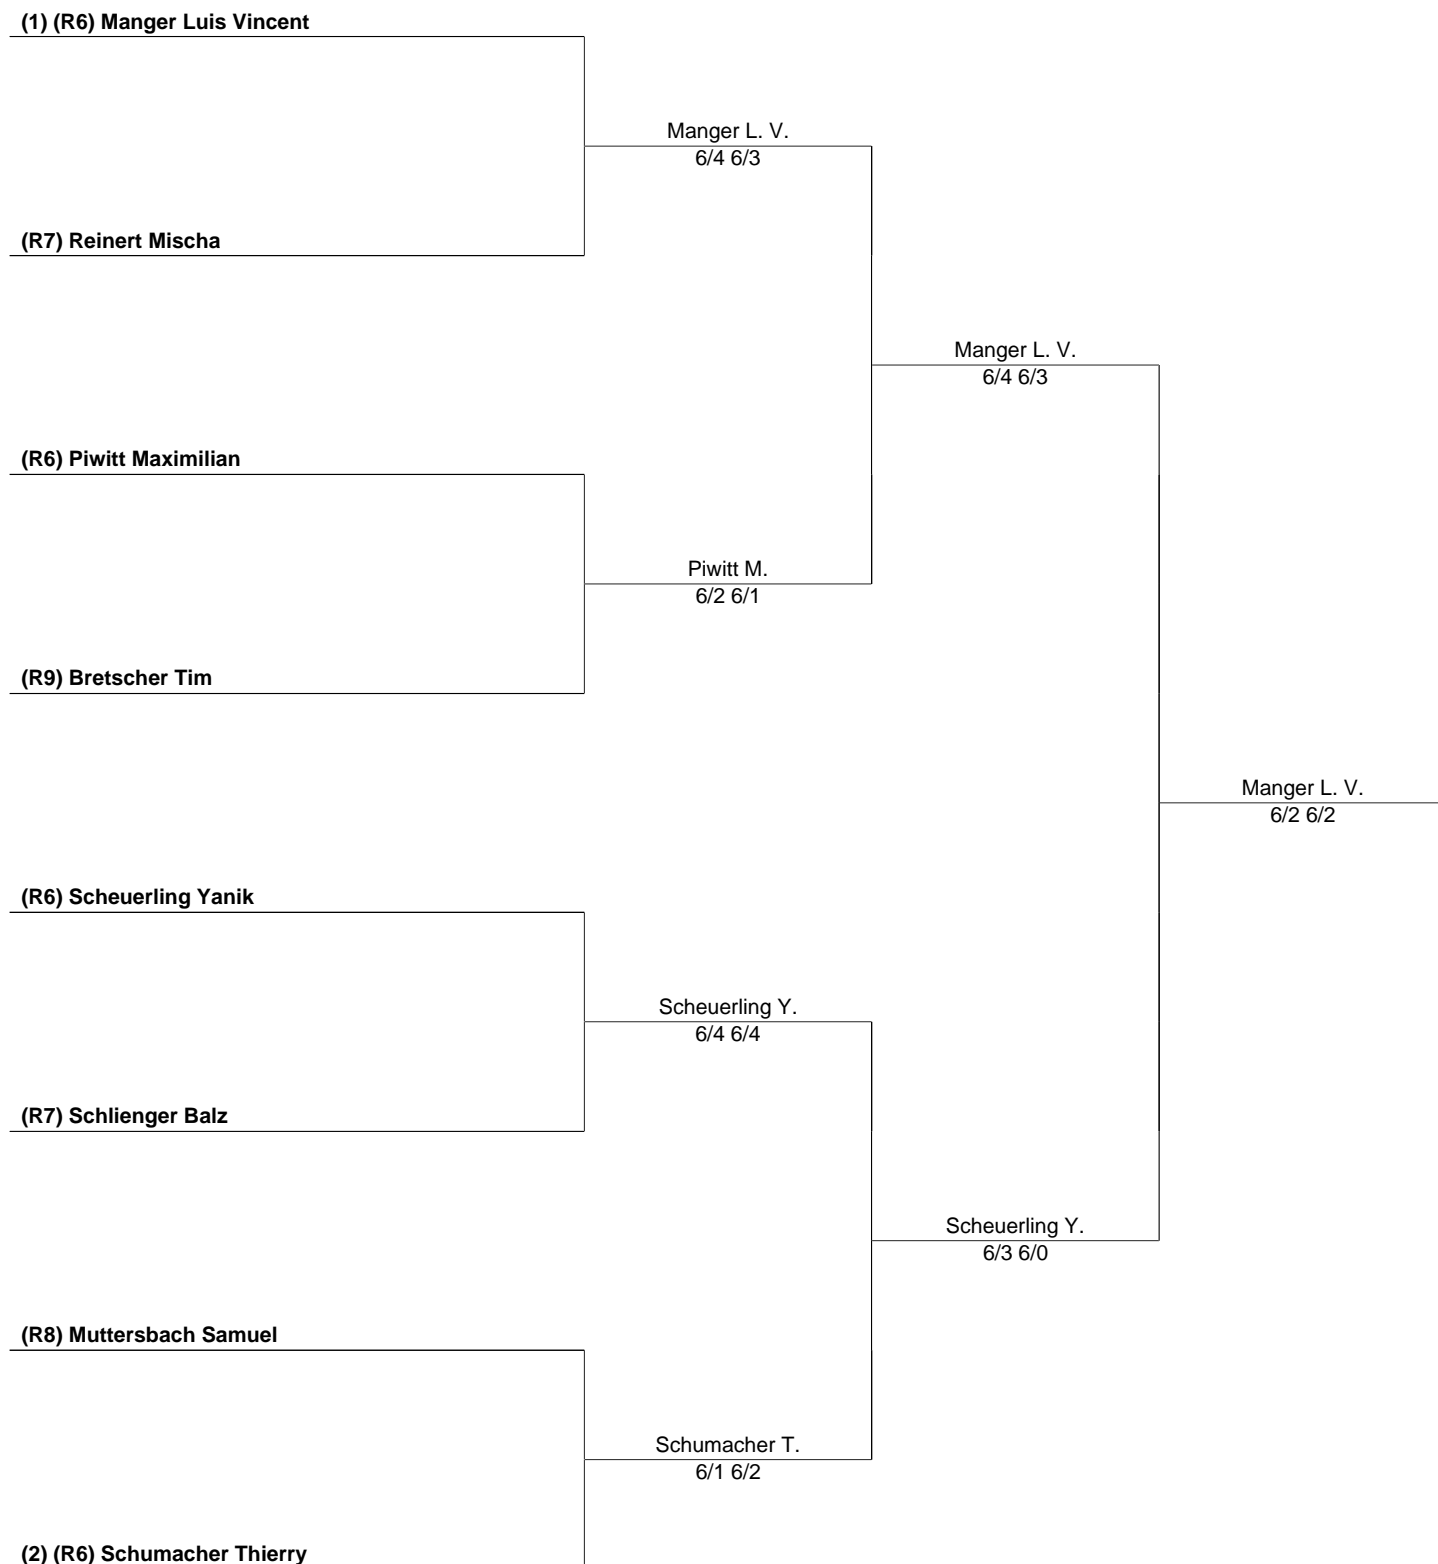 (1) (R6) Manger Luis Vincent
Manger L. V.
6/4 6/3
(R7) Reinert Mischa
Manger L. V.
6/4 6/3
(R6) Piwitt Maximilian
Piwitt M.
6/2 6/1
(R9) Bretscher Tim
Manger L. V.
6/2 6/2
(R6) Scheuerling Yanik
Scheuerling Y.
6/4 6/4
(R7) Schlienger Balz
Scheuerling Y.
6/3 6/0
(R8) Muttersbach Samuel
Schumacher T.
6/1 6/2
(2) (R6) Schumacher Thierry